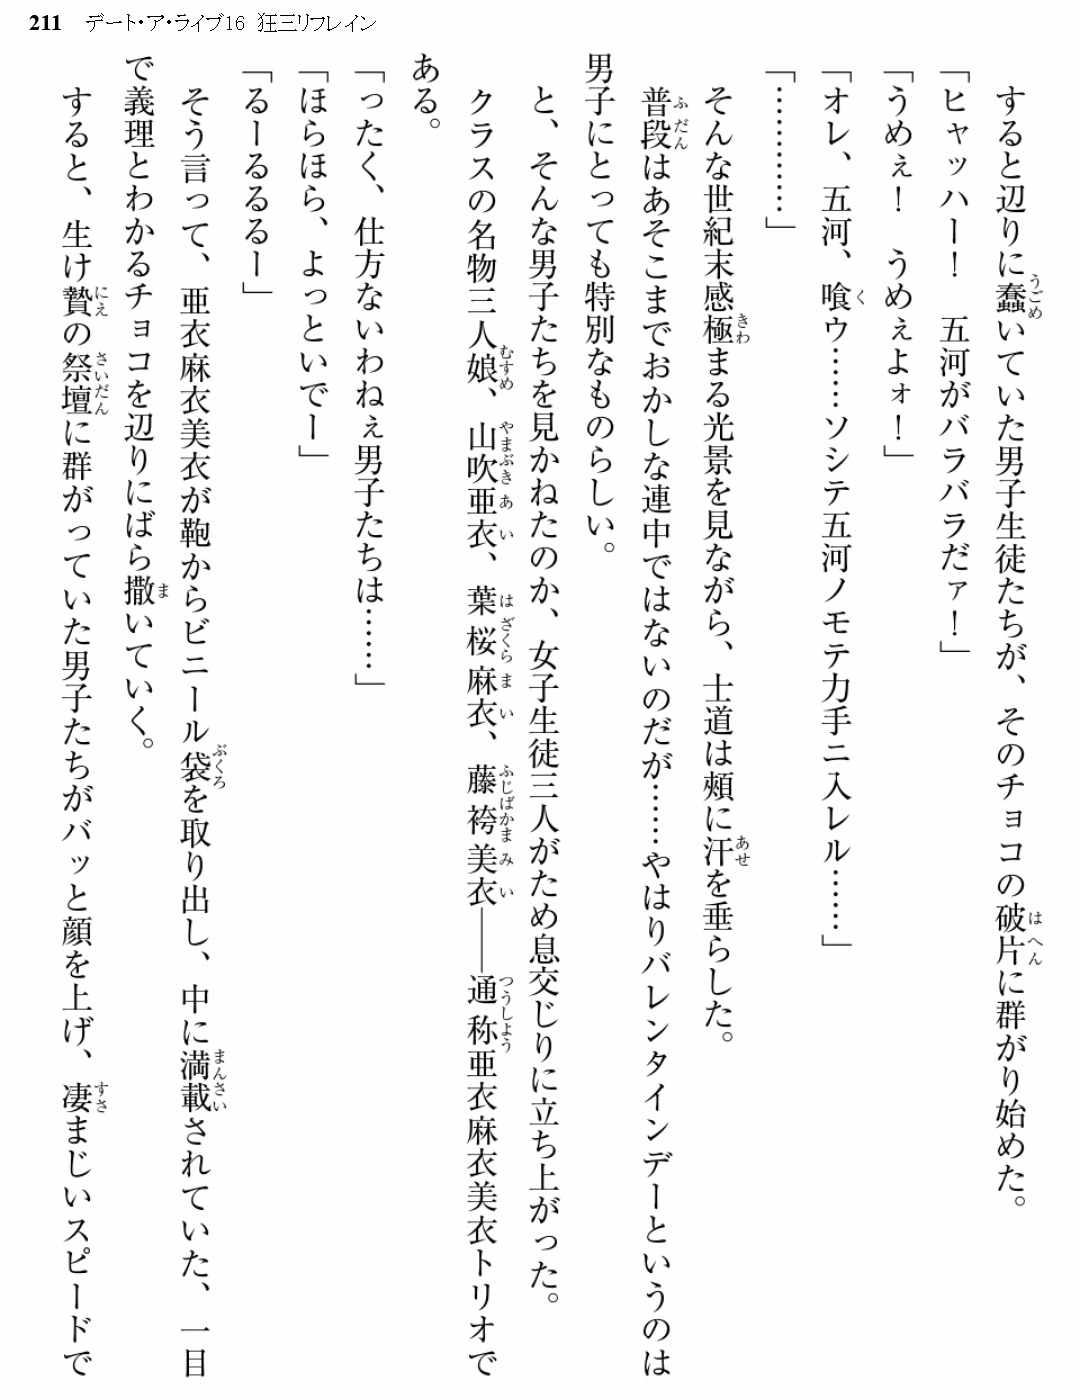 211 デート・ア・ライブ16 狂三リフレイン
すると辺りに蠢いていた男子生徒たちが、そのチョコの破片に群がり始めた。
「ヒャッハー！　五河がバラバラだァ！」
「うめぇ！　うめぇよォ！」
「オレ、五河、喰ゥ……ソシテ五河ノモテ力手ニ入レル……」
「…………」
そんな世紀末感極まる光景を見ながら、士道は頰に汗を垂らした。
普段はあそこまでおかしな連中ではないのだが……やはりバレンタインデーというのは
男子にとっても特別なものらしい。
と、そんな男子たちを見かねたのか、女子生徒三人がため息交じりに立ち上がった。
クラスの名物三人娘、山吹亜衣、葉桜麻衣、藤袴美衣――通称亜衣麻衣美衣トリオで
ある。
「ったく、仕方ないわねぇ男子たちは……」
「ほらほら、よっといでー」
「るーるるるー」
そう言って、亜衣麻衣美衣が鞄からビニール袋を取り出し、中に満載されていた、一目
で義理とわかるチョコを辺りにばら撒いていく。
すると、生け贄の祭壇に群がっていた男子たちがバッと顔を上げ、凄まじいスピードで